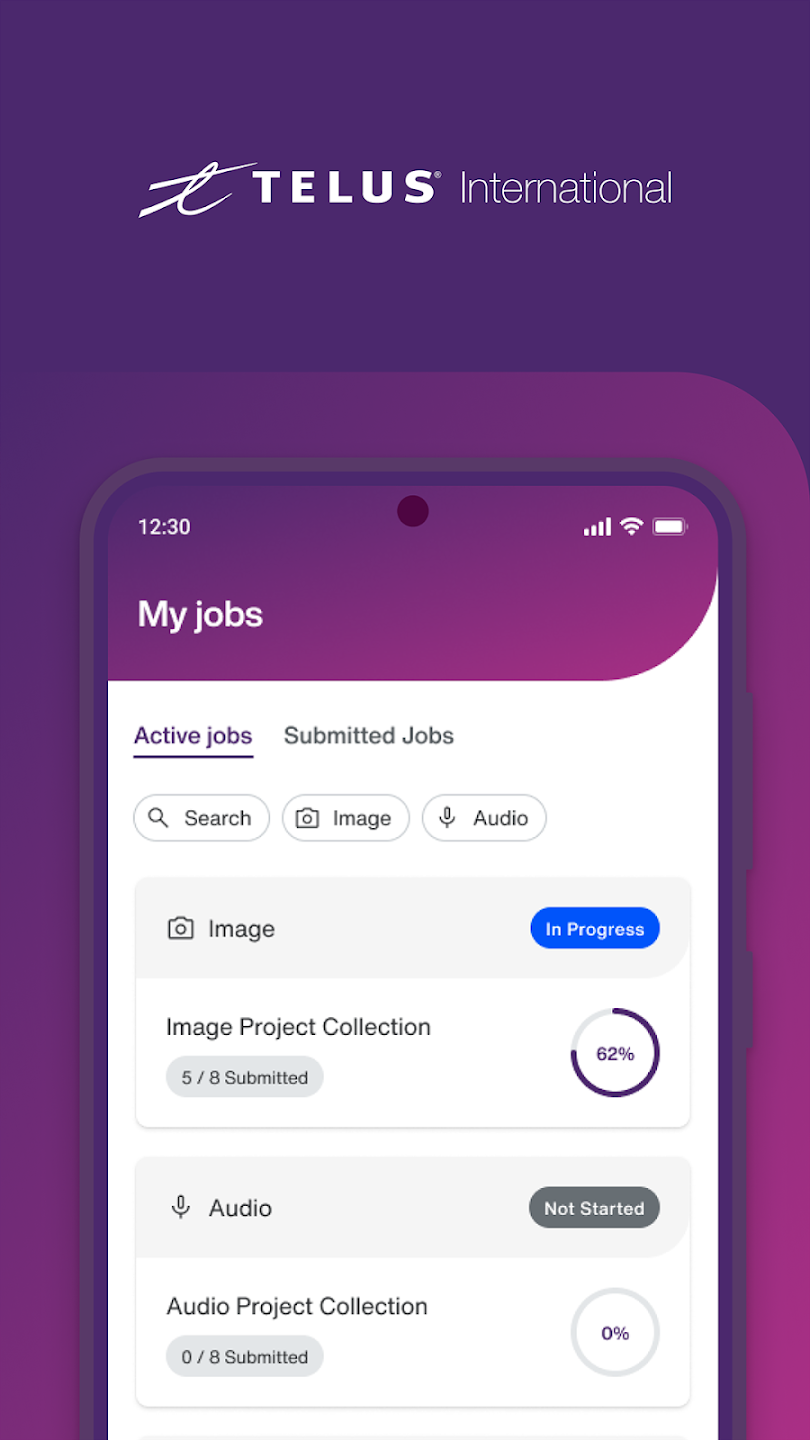 TELUS® International
12:30
My jobs
Active jobs Submitted Jobs
Search Image Audio
Image In Progress
Image Project Collection
62%
5 / 8 Submitted
Audio Not Started
Audio Project Collection
0%
0 / 8 Submitted